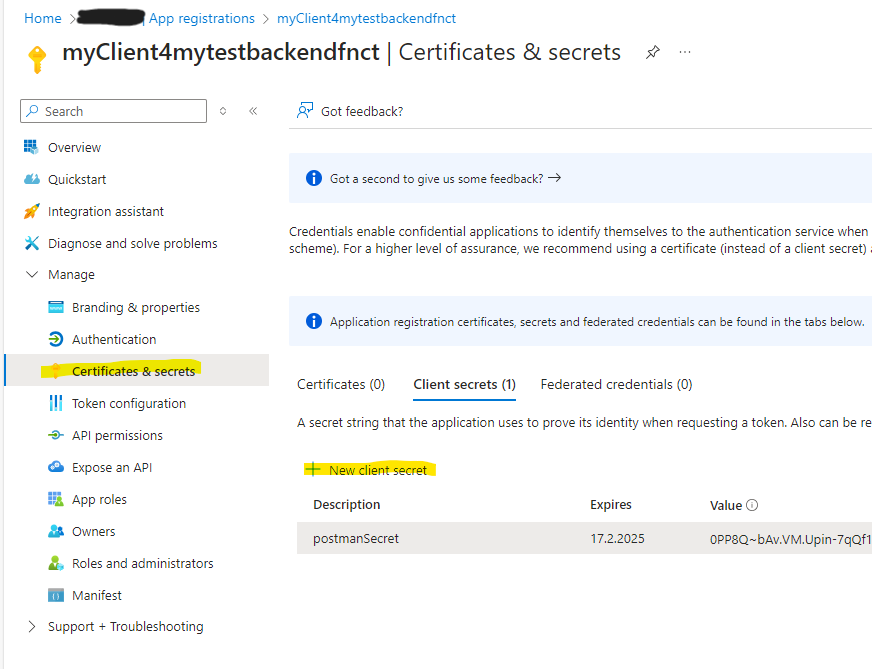 Home > App registrations > myClient4mytestbackendfnct
myClient4mytestbackendfnct | Certificates & secrets
Search
Got feedback?
Overview
Got a second to give us some feedback?
Quickstart
Integration assistant
Credentials enable confidential applications to identify themselves to the authentication service when
Diagnose and solve problems
scheme). For a higher level of assurance, we recommend using a certificate (instead of a client secret)
Manage
Branding & properties
Application registration certificates, secrets and federated credentials can be found in the tabs below.
Authentication
Certificates & secrets
Certificates (0) Client secrets (1) Federated credentials (0)
Token configuration
A secret string that the application uses to prove its identity when requesting a token. Also can be re
API permissions
Expose an API
New client secret
App roles
Description Expires Value
Owners
postmanSecret 17.2.2025 0PP8Q~bAv.VM.Upin-7qQf1
Roles and administrators
Manifest
Support + Troubleshooting